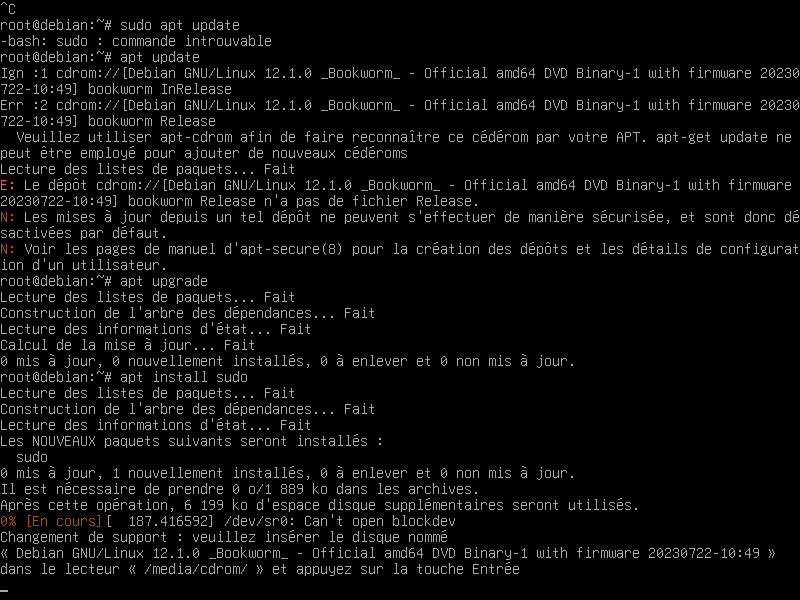 ^C
root@debian:~# sudo apt update
-bash: sudo : commande introuvable
root@debian:~# apt update
Ign :1 cdrom://[Debian GNU/Linux 12.1.0 _Bookworm_ - Official amd64 DVD Binary-1 with firmware 20230
722-10:49] bookworm InRelease
Err :2 cdrom://[Debian GNU/Linux 12.1.0 _Bookworm_ - Official amd64 DVD Binary-1 with firmware 20230
722-10:49] bookworm Release
  Veuillez utiliser apt-cdrom afin de faire reconnaître ce cédérom par votre APT. apt-get update ne
peut être employé pour ajouter de nouveaux cédéroms
Lecture des listes de paquets... Fait
E: Le dépôt cdrom://[Debian GNU/Linux 12.1.0 _Bookworm_ - Official amd64 DVD Binary-1 with firmware
20230722-10:49] bookworm Release n'a pas de fichier Release.
N: Les mises à jour depuis un tel dépôt ne peuvent s'effectuer de manière sécurisée, et sont donc dé
sactivées par défaut.
N: Voir les pages de manuel d'apt-secure(8) pour la création des dépôts et les détails de configurat
ion d'un utilisateur.
root@debian:~# apt upgrade
Lecture des listes de paquets... Fait
Construction de l'arbre des dépendances... Fait
Lecture des informations d'état... Fait
Calcul de la mise à jour... Fait
0 mis à jour, 0 nouvellement installés, 0 à enlever et 0 non mis à jour.
root@debian:~# apt install sudo
Lecture des listes de paquets... Fait
Construction de l'arbre des dépendances... Fait
Lecture des informations d'état... Fait
Les NOUVEAUX paquets suivants seront installés :
  sudo
0 mis à jour, 1 nouvellement installés, 0 à enlever et 0 non mis à jour.
Il est nécessaire de prendre 0 o/1 889 ko dans les archives.
Après cette opération, 6 199 ko d'espace disque supplémentaires seront utilisés.
0% [En cours][  187.416592] /dev/sr0: Can't open blockdev
Changement de support : veuillez insérer le disque nommé
« Debian GNU/Linux 12.1.0 _Bookworm_ - Official amd64 DVD Binary-1 with firmware 20230722-10:49 »
dans le lecteur « /media/cdrom/ » et appuyez sur la touche Entrée